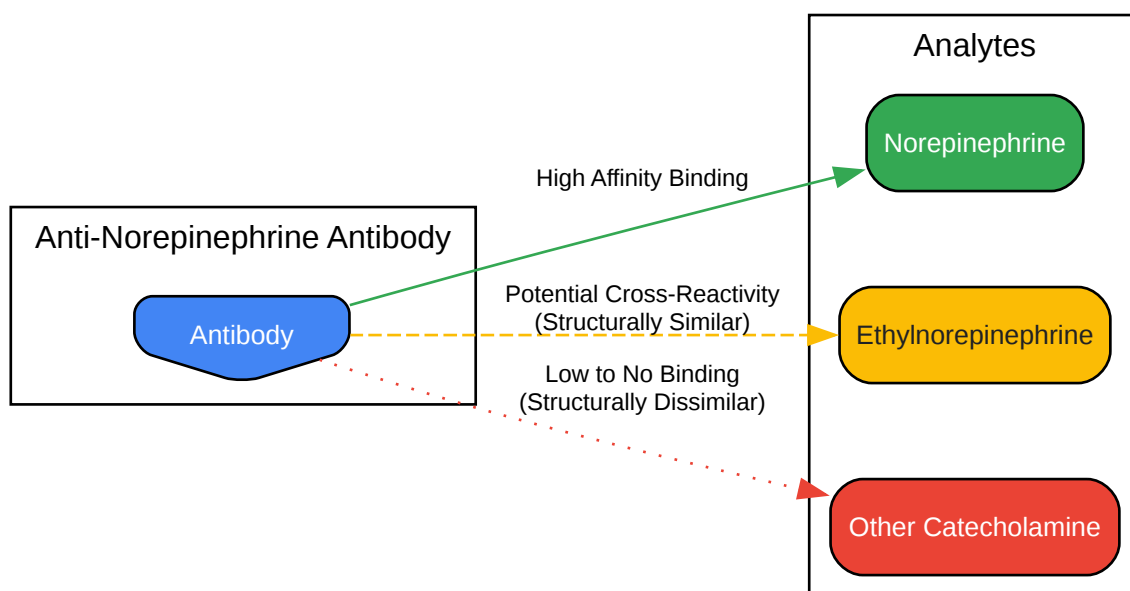 Analytes
Norepinephrine
High Affinity Binding
Anti-Norepinephrine Antibody
Antibody
Potential Cross-Reactivity
(Structurally Similar)
Ethylnorepinephrine
Low to No Binding
(Structurally Dissimilar)
Other Catecholamine